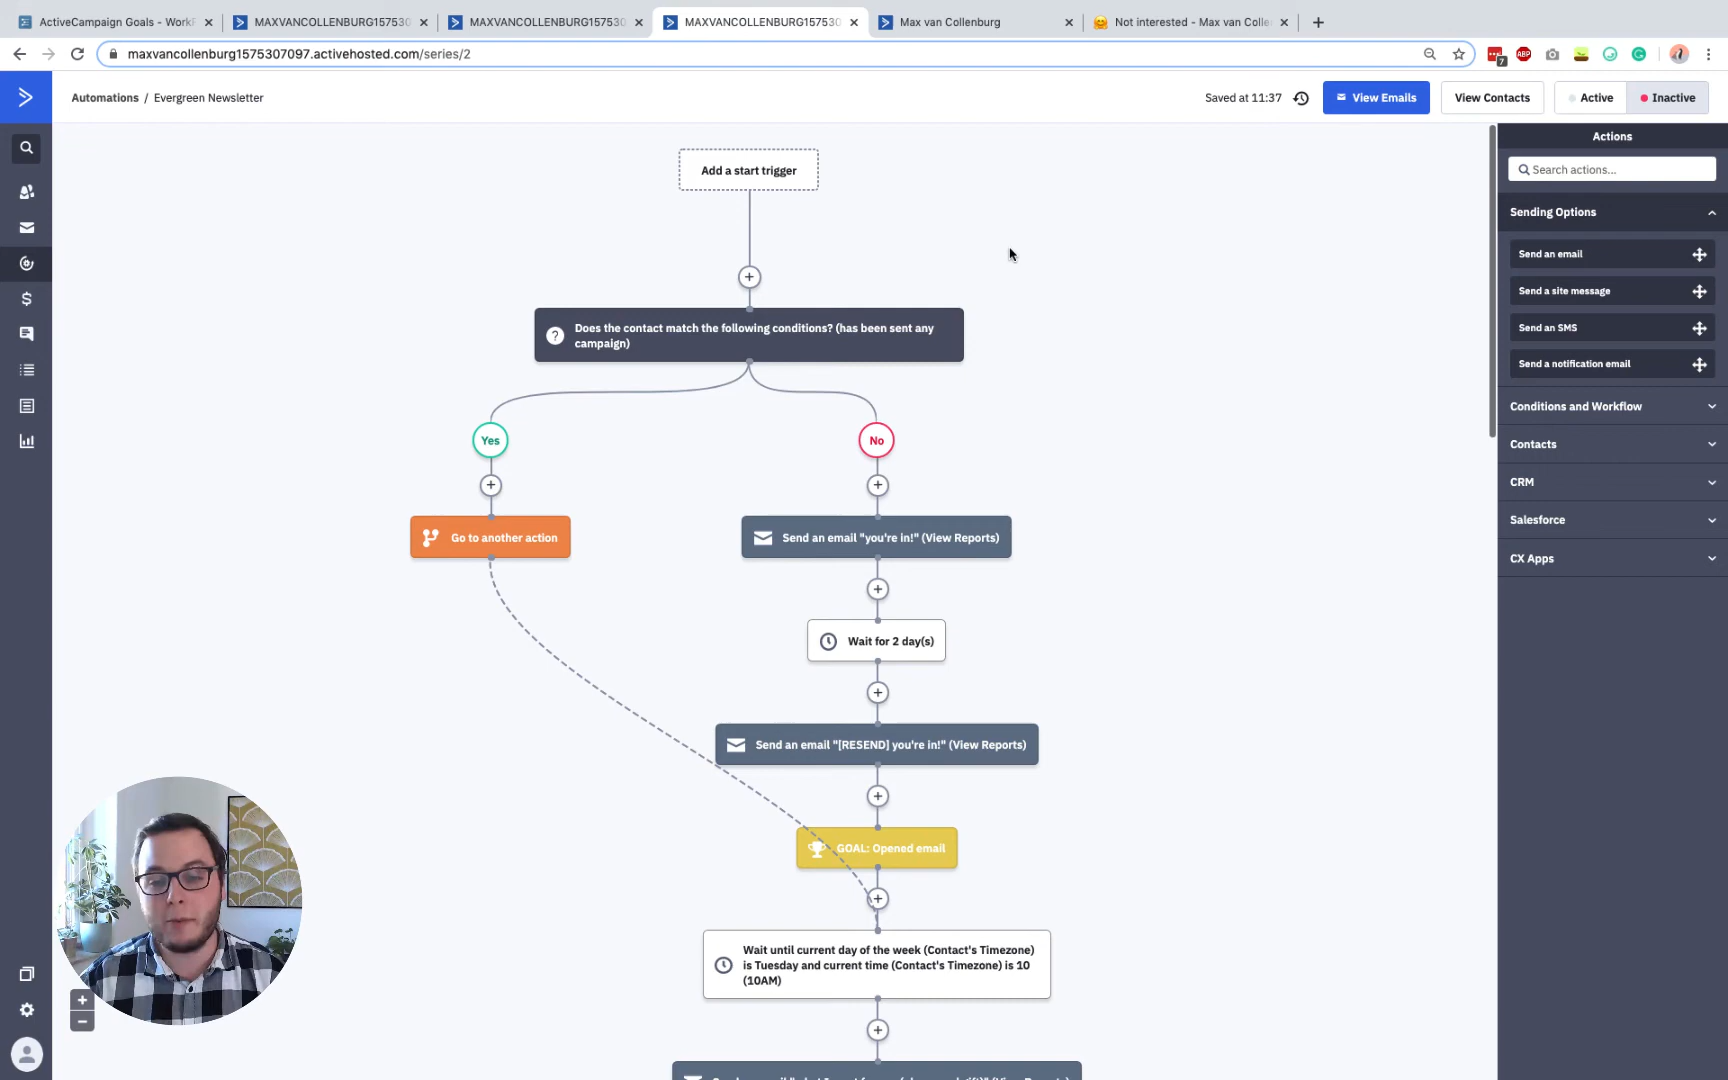 ActiveCampaign Goals - Work
MAXVANCOLLENBURG157530
MAXVANCOLLENBURG157530
MAXVANCOLLENBURG157530
Max van Collenburg
Not interested - Max van Colle
maxvancollenburg1575307097.activehosted.com/series/2
ABP
7
Automations / Evergreen Newsletter
Saved at 11:37
View Emails
View Contacts
Active
Inactive
Actions
Search actions...
Sending Options
Send an email
Send a site message
Send an SMS
Send a notification email
Conditions and Workflow
Contacts
CRM
Salesforce
CX Apps
Add a start trigger
Does the contact match the following conditions? (has been sent any
campaign)
Yes
No
Go to another action
Send an email "you're in!" (View Reports)
Wait for 2 day(s)
Send an email "[RESEND] you're in!" (View Reports)
GOAL: Opened email
Wait until current day of the week (Contact's Timezone)
is Tuesday and current time (Contact's Timezone) is 10
(10AM)